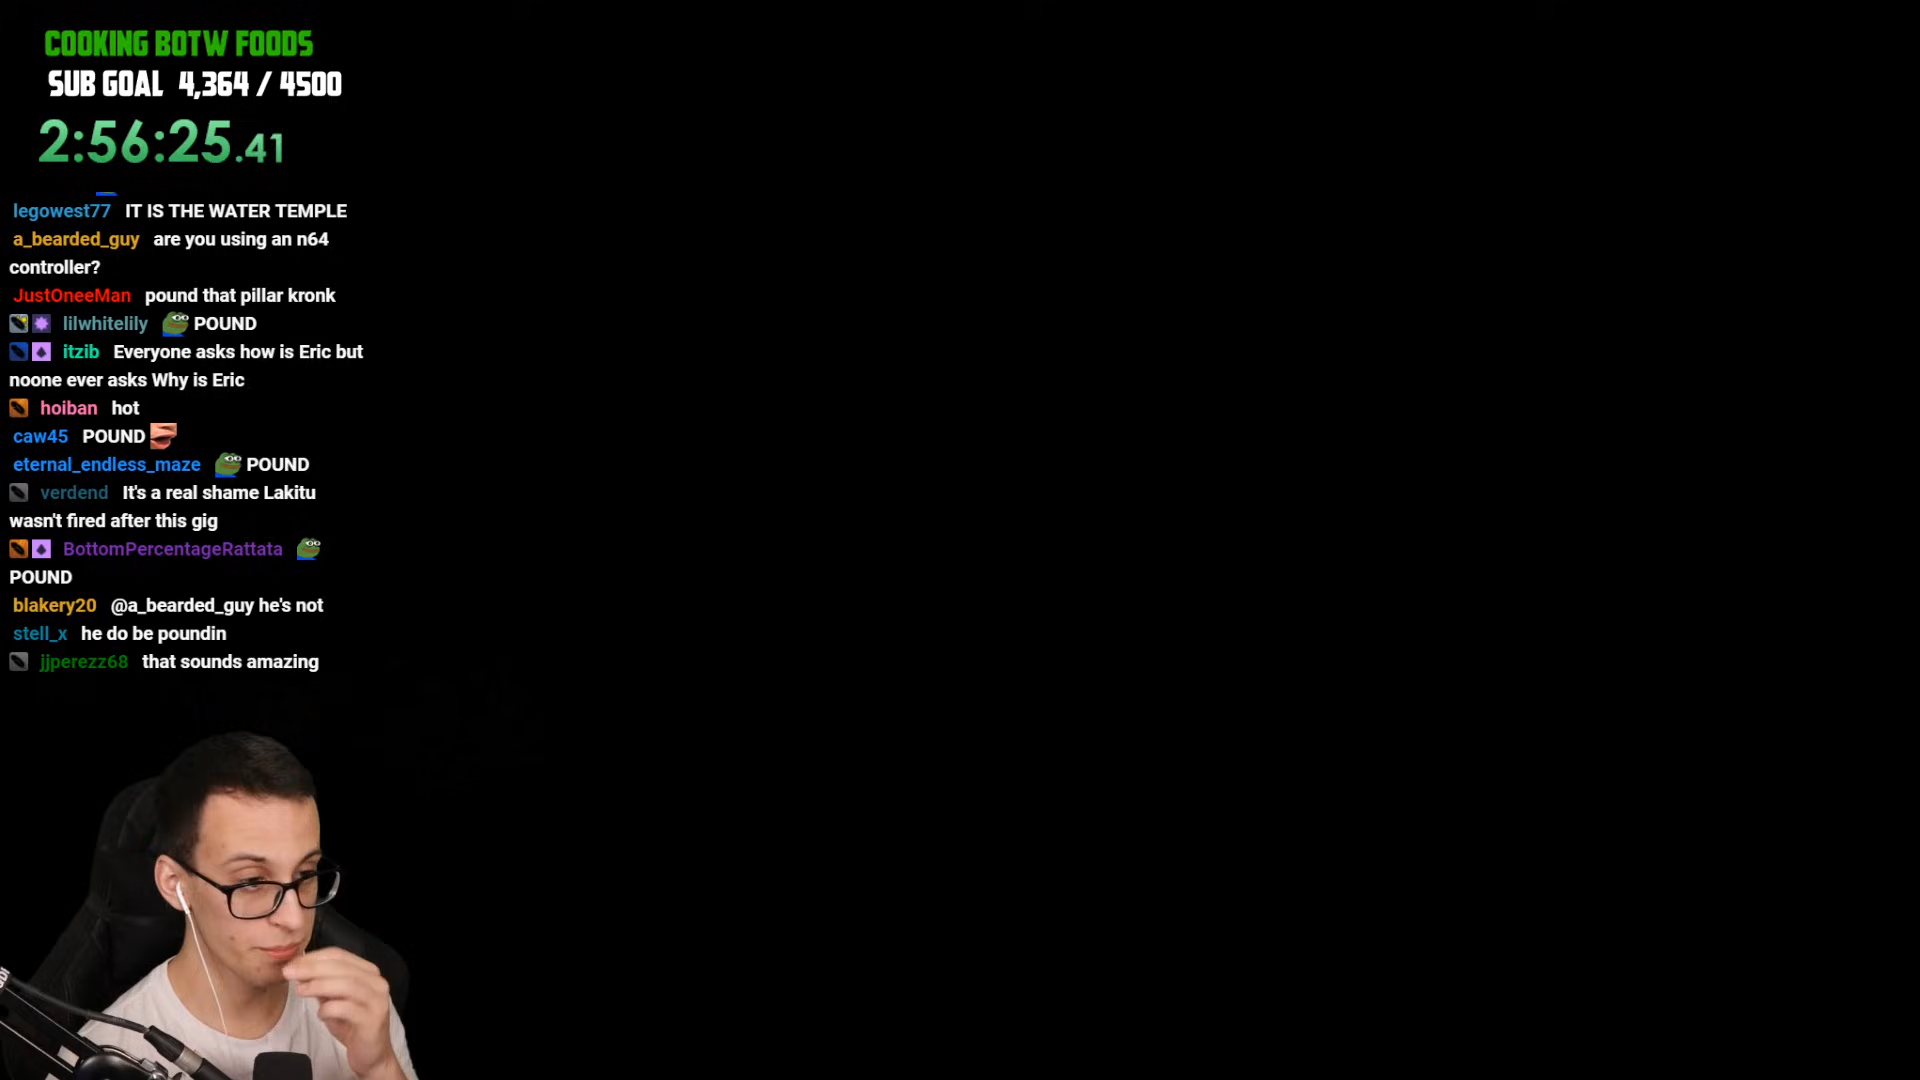 COOKING BOTW FOODS
SUB GOAL 4,364 / 4500
2:56:25.41
legowest77 IT IS THE WATER TEMPLE
a_bearded_guy are you using an n64
controller?
JustOneeMan pound that pillar kronk
lilwhitelily POUND
itzib Everyone asks how is Eric but
noone ever asks Why is Eric
hoiban hot
caw45 POUND
eternal_endless_maze POUND
verdend It's a real shame Lakitu
wasn't fired after this gig
BottomPercentageRattata
POUND
blakery20 @a_bearded_guy he's not
stell_x he do be poundin
jjperezz68 that sounds amazing